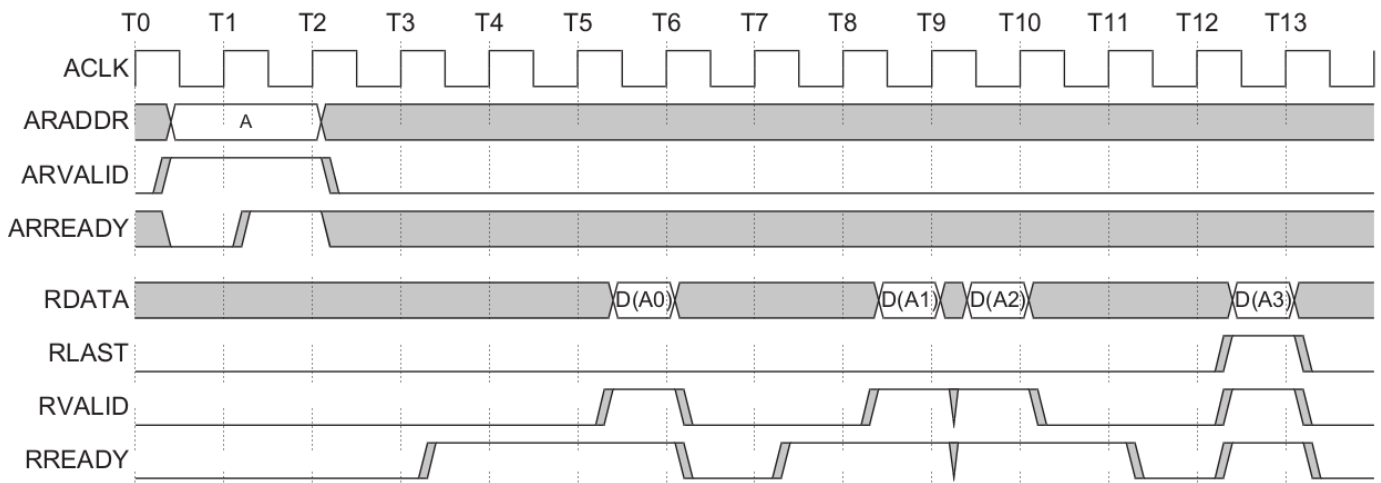 T0 T1 T2 T3 T4 T5 T6 T7 T8 T9 T10 T11 T12 T13
ACLK
ARADDR A
ARVALID
ARREADY
RDATA D(A0) D(A1) D(A2) D(A3)
RLAST
RVALID
RREADY